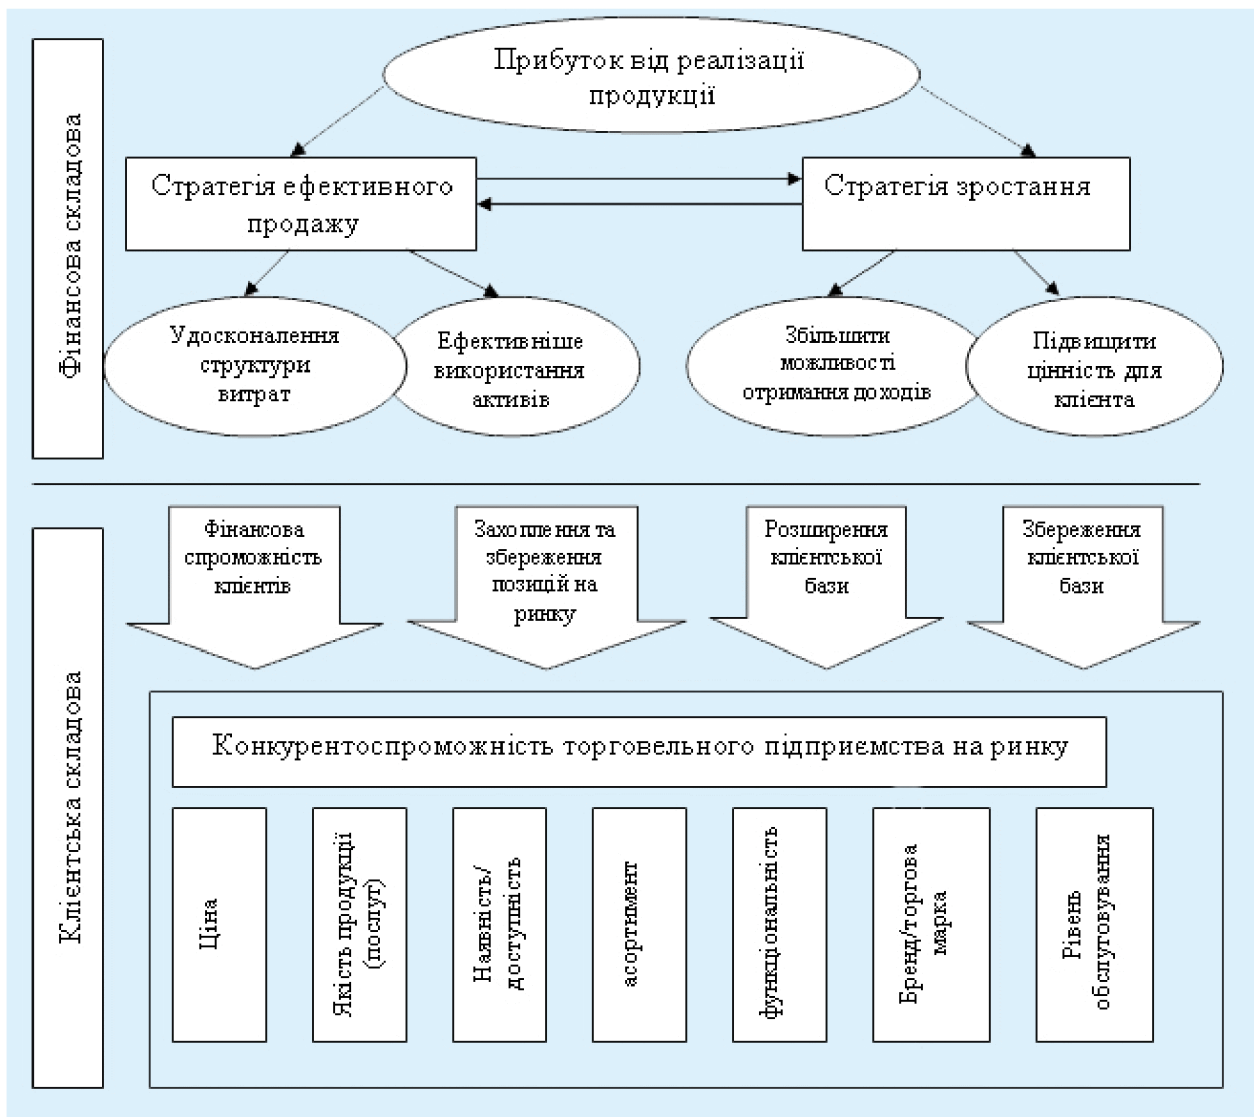 Фінансова складова
Прибуток від реалізації
продукції
Стратегія ефективного
продажу
Стратегія зростання
Удосконалення
структури
витрат
Ефективніше
використання
активів
Збільшити
можливості
отримання доходів
Підвищити
цінність для
клієнта
Клієнтська складова
Фінансова
спроможність
клієнтів
Захоплення та
збереження
позицій на
ринку
Розширення
клієнтської
бази
Збереження
клієнтської
бази
Конкурентоспроможність торговельного підприємства на ринку
Ціна
Якість продукції
(послуг)
Наявність/
доступність
асортимент
функціональність
Бренд/торгова
марка
Рівень
обслуговування